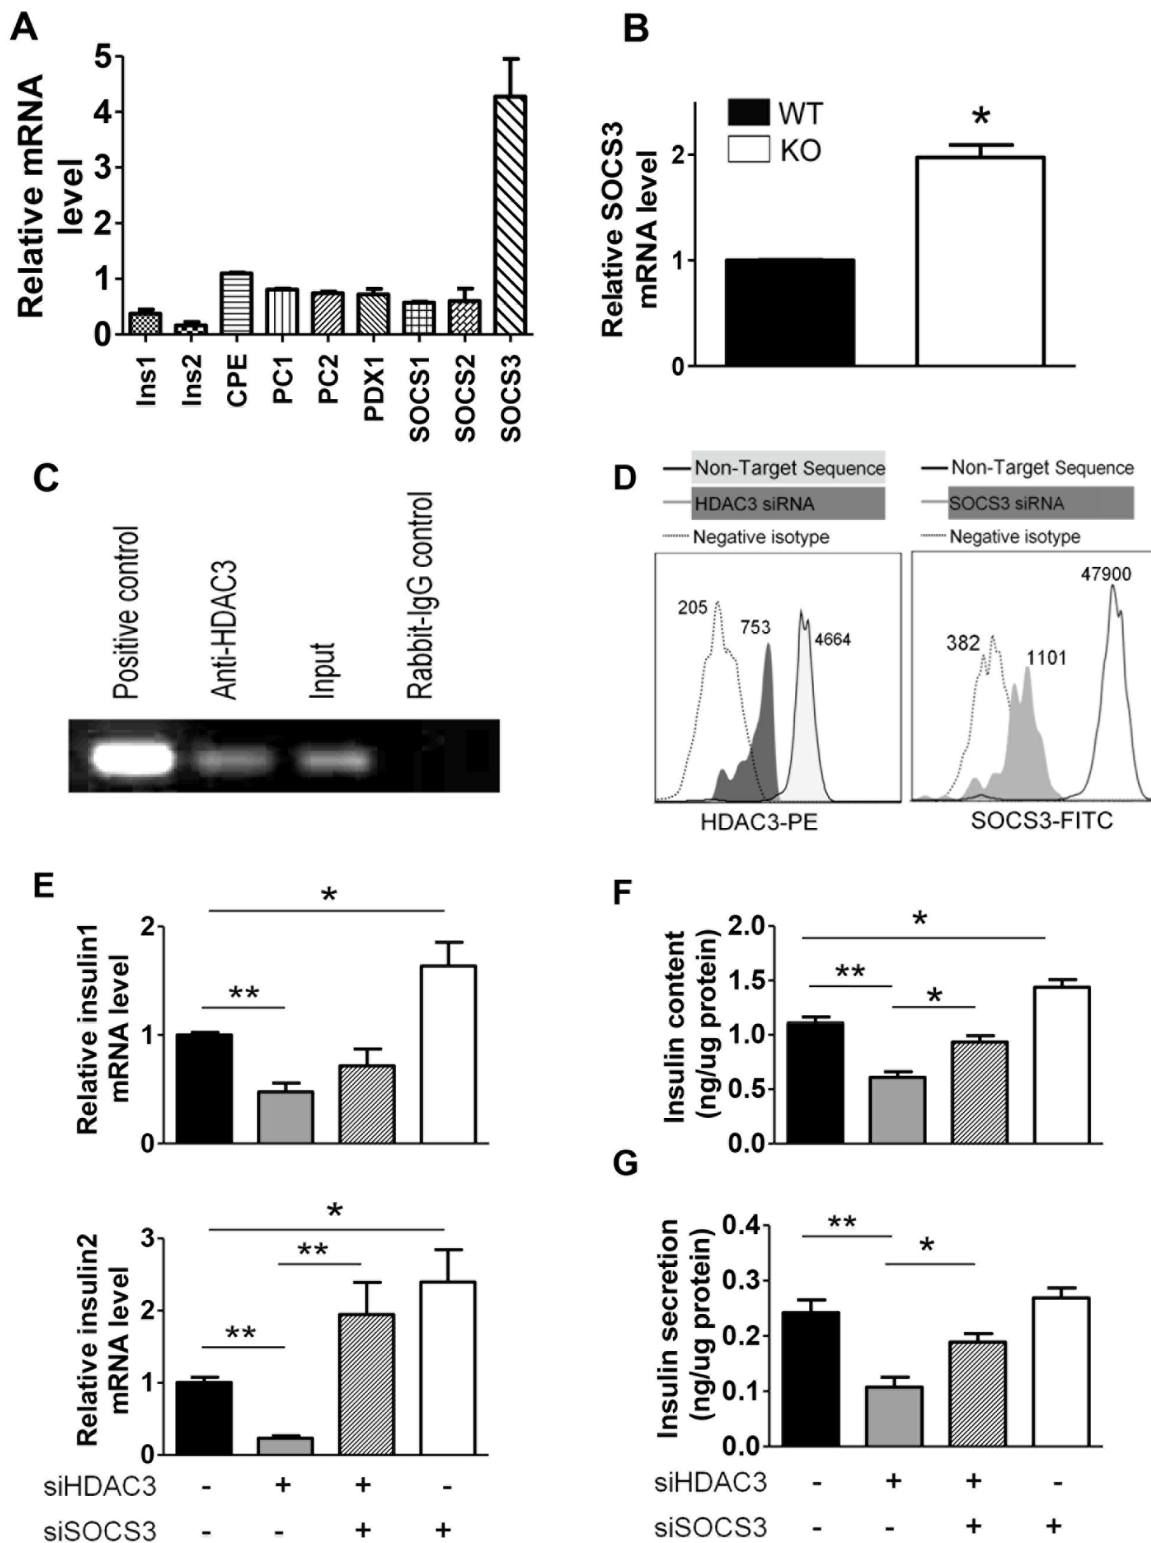 A
Relative mRNA
level
5
4
3
2
1
0
Ins1
Ins2
CPE
PC1
PC2
PDX1
SOCS1
SOCS2
SOCS3
B
Relative SOCS3
mRNA level
2
1
0
WT
KO
*
C
Positive control
Anti-HDAC3
Input
Rabbit-IgG control
D
Non-Target Sequence
HDAC3 siRNA
Negative isotype
205
753
4664
HDAC3-PE
Non-Target Sequence
SOCS3 siRNA
Negative isotype
382
1101
47900
SOCS3-FITC
E
Relative insulin1
mRNA level
2
1
0
*
**
Relative insulin2
mRNA level
3
2
1
0
*
**
**
siHDAC3 - + + -
siSOCS3 - - + +
F
Insulin content
(ng/ug protein)
2.0
1.5
1.0
0.5
0.0
*
**
*
G
Insulin secretion
(ng/ug protein)
0.4
0.3
0.2
0.1
0.0
**
*
siHDAC3 - + + -
siSOCS3 - - + +